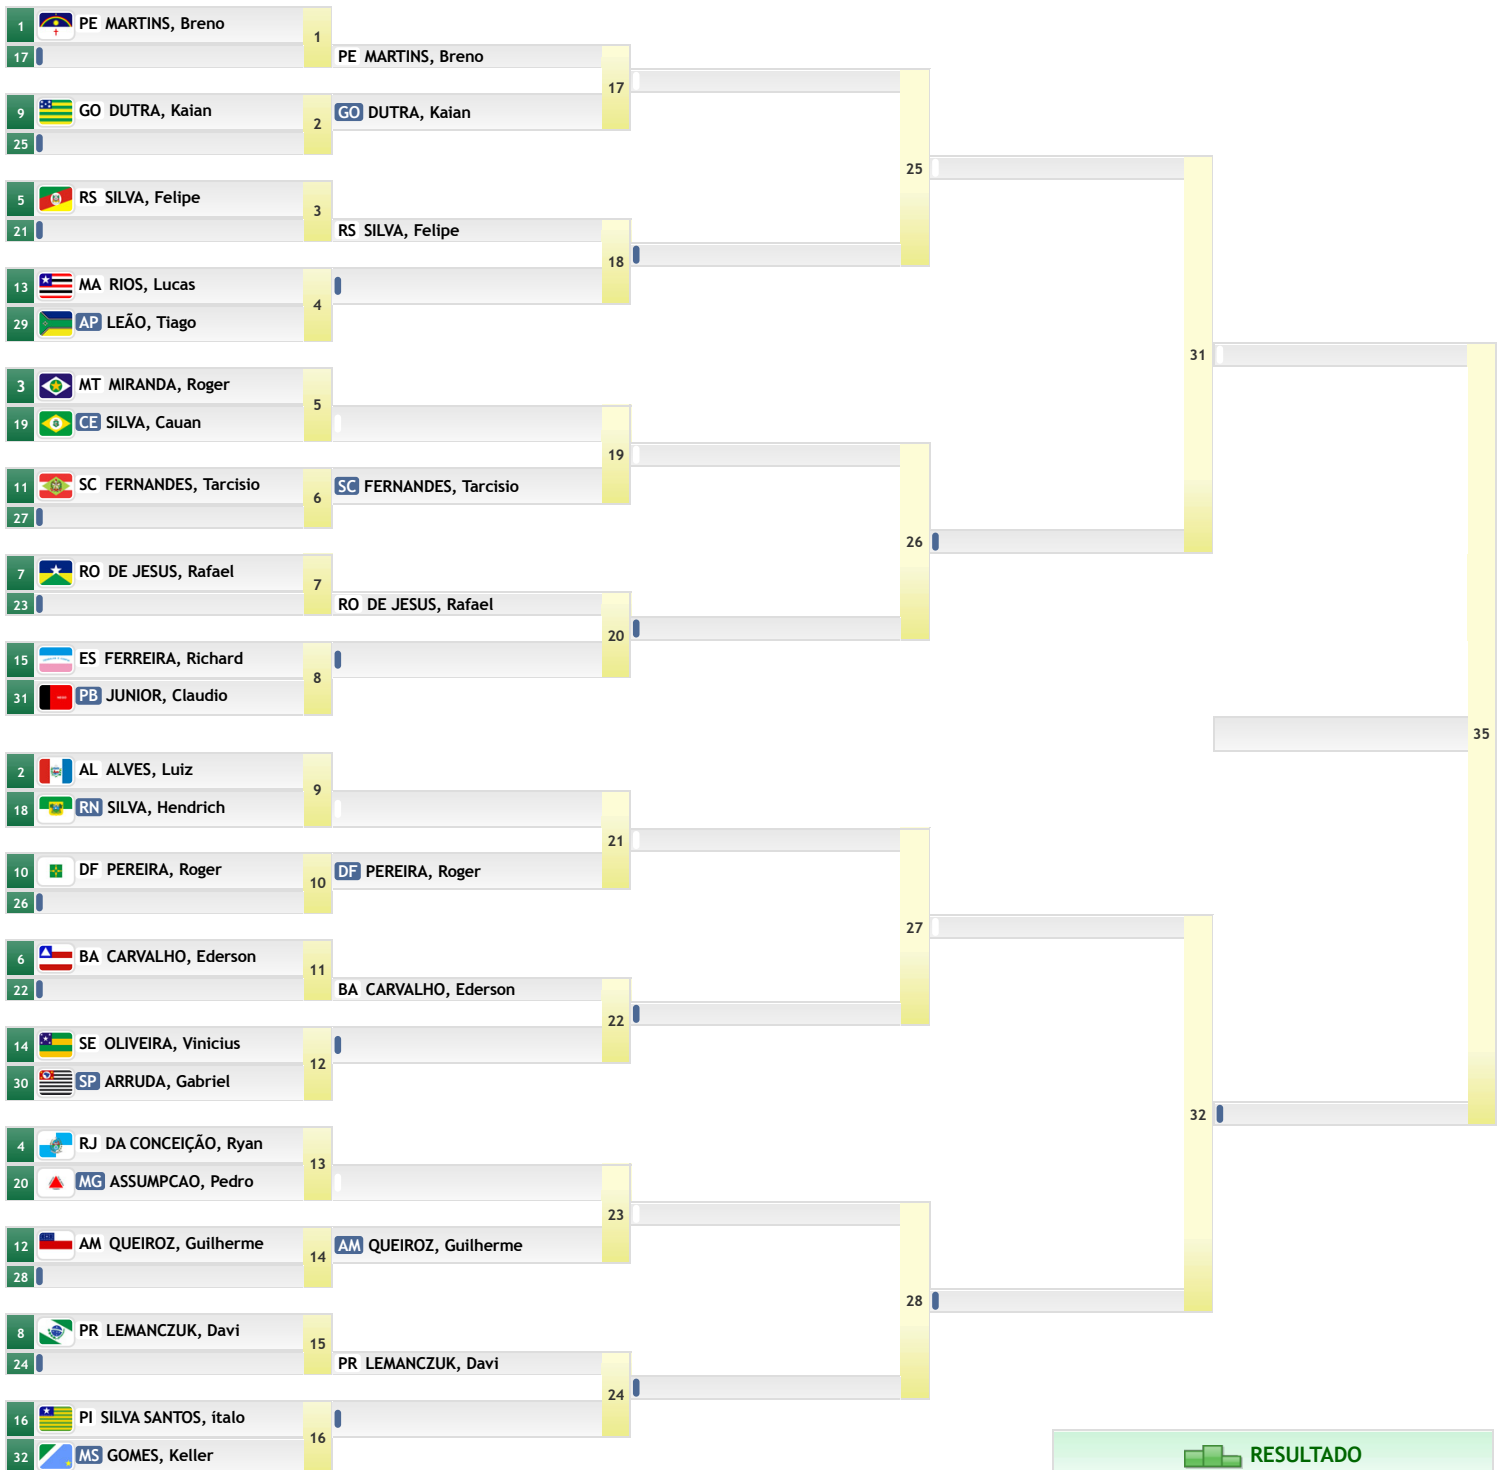 1 PE MARTINS, Breno
1
17
PE MARTINS, Breno
17
9 GO DUTRA, Kaian
2
GO DUTRA, Kaian
25
25
5 RS SILVA, Felipe
3
21
RS SILVA, Felipe
18
13 MA RIOS, Lucas
4
29 AP LEÃO, Tiago
31
3 MT MIRANDA, Roger
5
19 CE SILVA, Cauan
19
11 SC FERNANDES, Tarcisio
6
SC FERNANDES, Tarcisio
27
26
7 RO DE JESUS, Rafael
7
23
RO DE JESUS, Rafael
20
15 ES FERREIRA, Richard
8
31 PB JUNIOR, Claudio
35
2 AL ALVES, Luiz
9
18 RN SILVA, Hendrich
21
10 DF PEREIRA, Roger
10
DF PEREIRA, Roger
26
27
6 BA CARVALHO, Ederson
11
22
BA CARVALHO, Ederson
22
14 SE OLIVEIRA, Vinicius
12
30 SP ARRUDA, Gabriel
32
4 RJ DA CONCEIÇÃO, Ryan
13
20 MG ASSUMPCAO, Pedro
23
12 AM QUEIROZ, Guilherme
14
AM QUEIROZ, Guilherme
28
28
8 PR LEMANCZUK, Davi
15
24
PR LEMANCZUK, Davi
24
16 PI SILVA SANTOS, ítalo
16
32 MS GOMES, Keller
RESULTADO